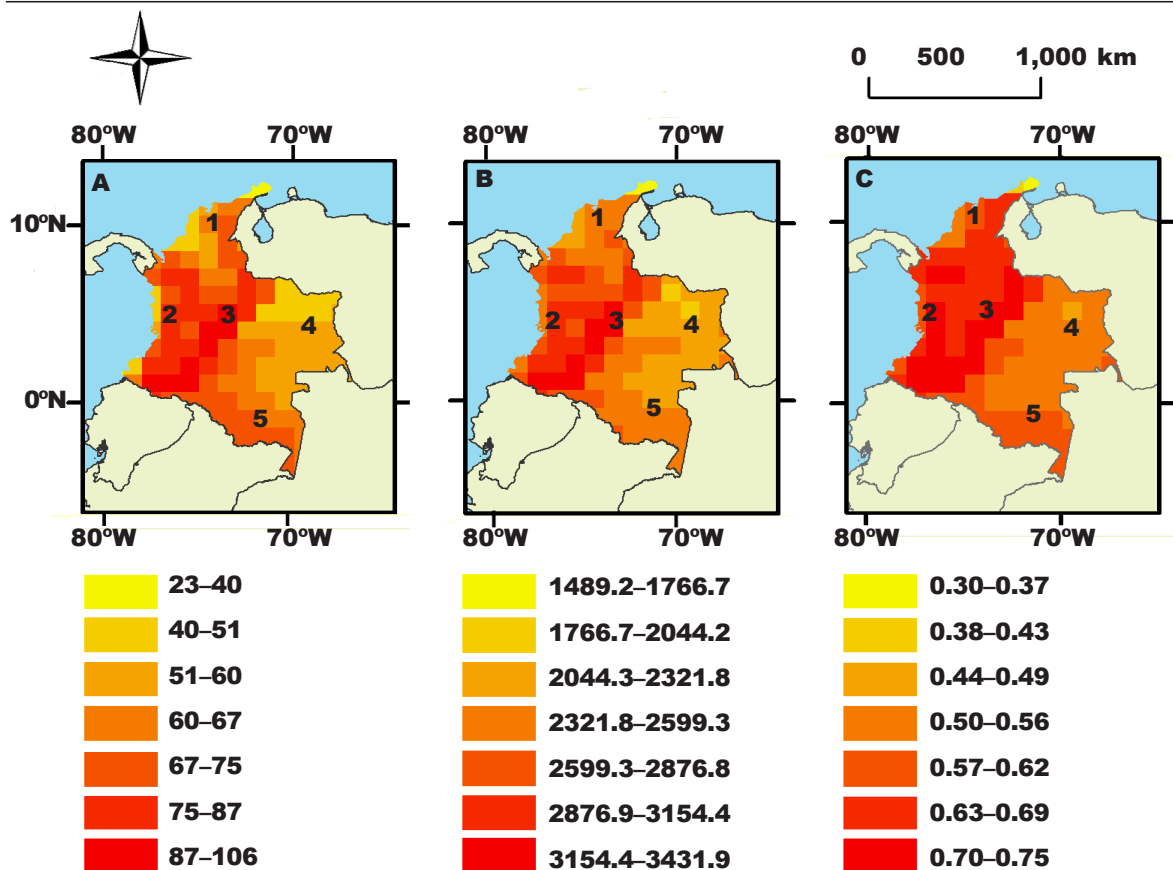 0 500 1,000 km
80ºW 70ºW 80ºW 70ºW 80ºW 70ºW
A B C
1 1 1
10ºN
2 3 4 2 3 4 2 3 4
0ºN
5 5 5
80ºW 70ºW 80ºW 70ºW 80ºW 70ºW
23–40 1489.2–1766.7 0.30–0.37
40–51 1766.7–2044.2 0.38–0.43
51–60 2044.3–2321.8 0.44–0.49
60–67 2321.8–2599.3 0.50–0.56
67–75 2599.3–2876.8 0.57–0.62
75–87 2876.9–3154.4 0.63–0.69
87–106 3154.4–3431.9 0.70–0.75